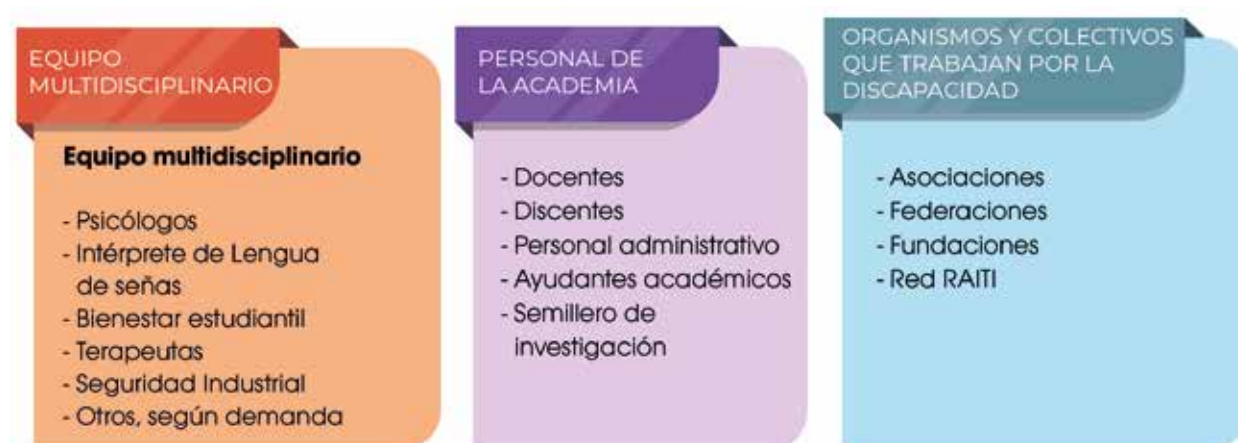 EQUIPO
MULTIDISCIPLINARIO
Equipo multidisciplinario
- Psicólogos
- Intérprete de Lengua
de señas
- Bienestar estudiantil
- Terapeutas
- Seguridad Industrial
- Otros, según demanda
PERSONAL DE
LA ACADEMIA
- Docentes
- Discentes
- Personal administrativo
- Ayudantes académicos
- Semillero de
investigación
ORGANISMOS Y COLECTIVOS
QUE TRABAJAN POR LA
DISCAPACIDAD
- Asociaciones
- Federaciones
- Fundaciones
- Red RAITI